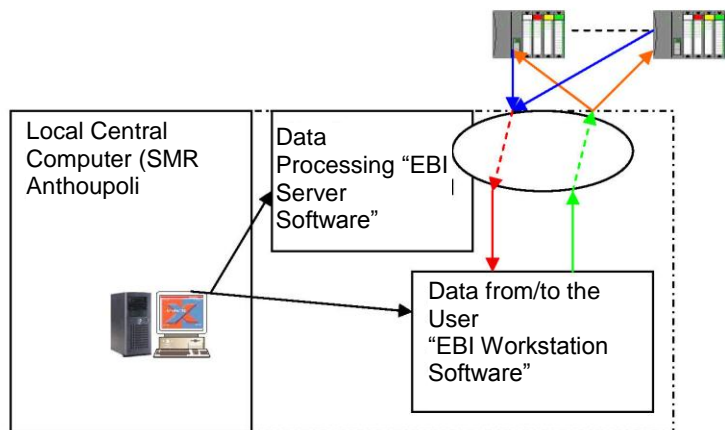 Local Central
Computer (SMR
Anthoupoli
Data
Processing “EBI
Server
Software”
Data from/to the
User
“EBI Workstation
Software”